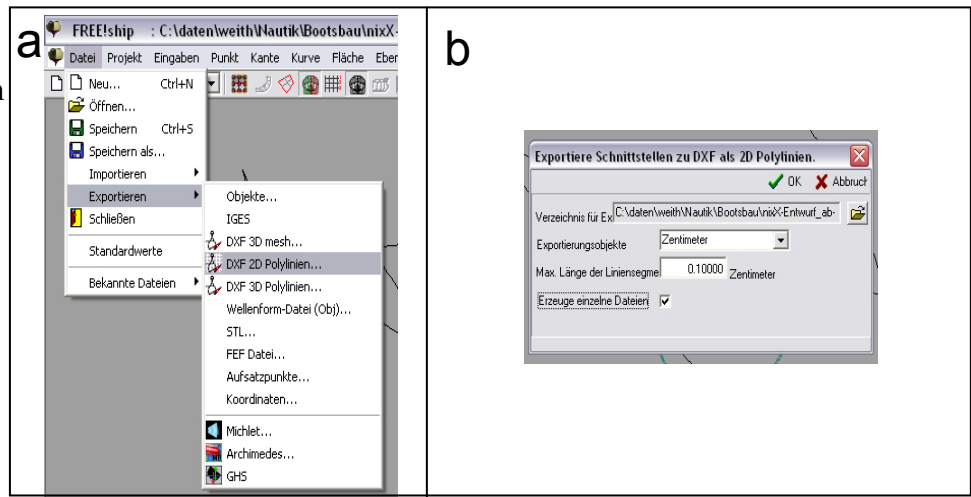 a
FREE!ship : C:\daten\weith\Nautik\Bootsbau\nixX-
Datei Projekt Eingaben Punkt Kante Kurve Fläche Eber
Neu... Ctrl+N
Öffnen...
Speichern Ctrl+S
Speichern als...
Importieren
Exportieren
Schließen
Standardwerte
Bekannte Dateien
Objekte...
IGES
DXF 3D mesh...
DXF 2D Polylinien...
DXF 3D Polylinien...
Wellenform-Datei (Obj)...
STL...
FEF Datei...
Aufsatzpunkte...
Koordinaten...
Michlet...
Archimedes...
GHS
b
Exportiere Schnittstellen zu DXF als 2D Polylinien.
OK Abbruch
Verzeichnis für Ex C:\daten\weith\Nautik\Bootsbau\nixX-Entwurf_ab-
Exportierungsobjekte Zentimeter
Max. Länge der Liniensegme 0.10000 Zentimeter
Erzeuge einzelne Dateien